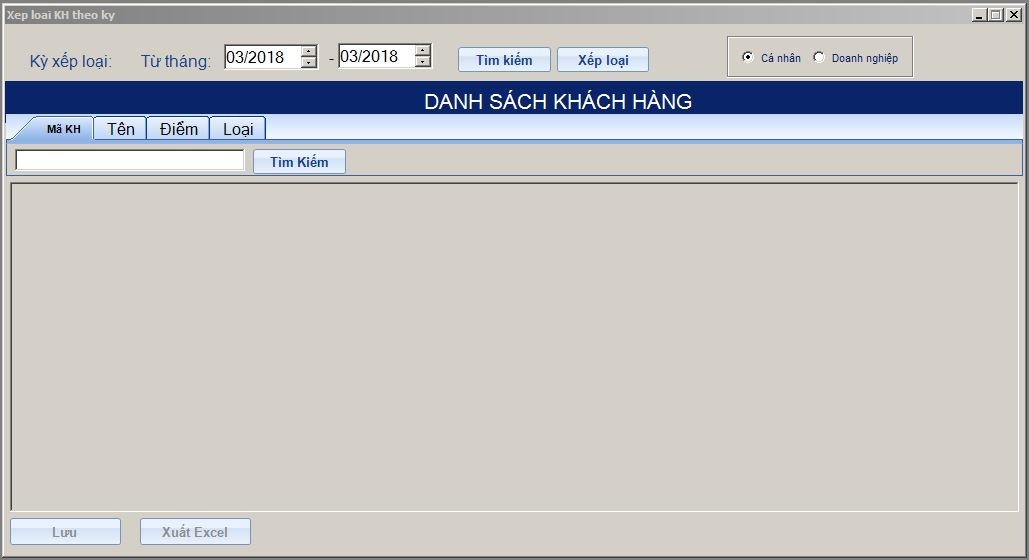 Xep loai KH theo ky
Kỳ xếp loại: Từ tháng: 03/2018 - 03/2018 Tìm kiếm Xếp loại Cá nhân Doanh nghiệp
DANH SÁCH KHÁCH HÀNG
Mã KH Tên Điểm Loại
Tìm Kiếm
Lưu Xuất Excel